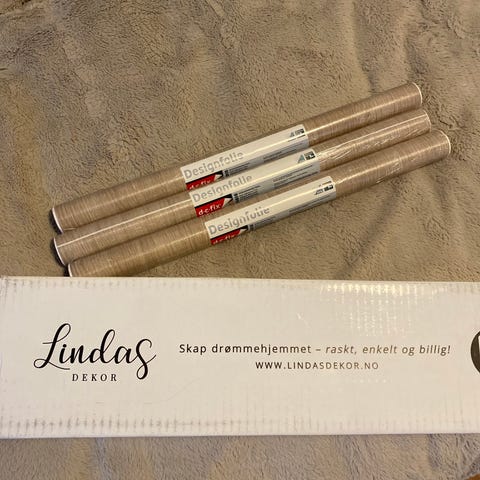 Designfolie
d-c-fix
Designfolie
d-c-fix
Designfolie
d-c-fix
Lindas
DEKOR
Skap drømmehjemmet – raskt, enkelt og billig!
WWW.LINDASDEKOR.NO